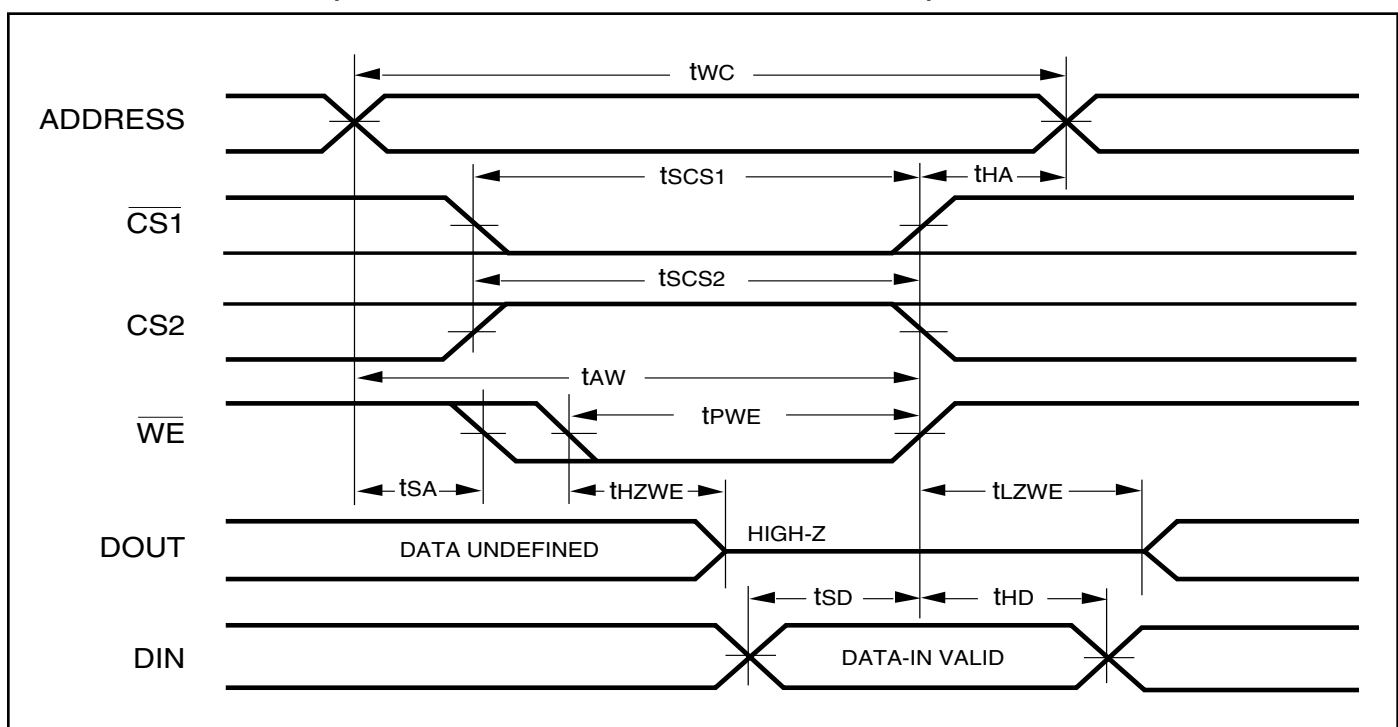 tWC
ADDRESS
tSCS1
tHA
CS1
tSCS2
CS2
tAW
WE
tPWE
tSA
tHZWE
tLZWE
DOUT
DATA UNDEFINED
HIGH-Z
tSD
tHD
DIN
DATA-IN VALID